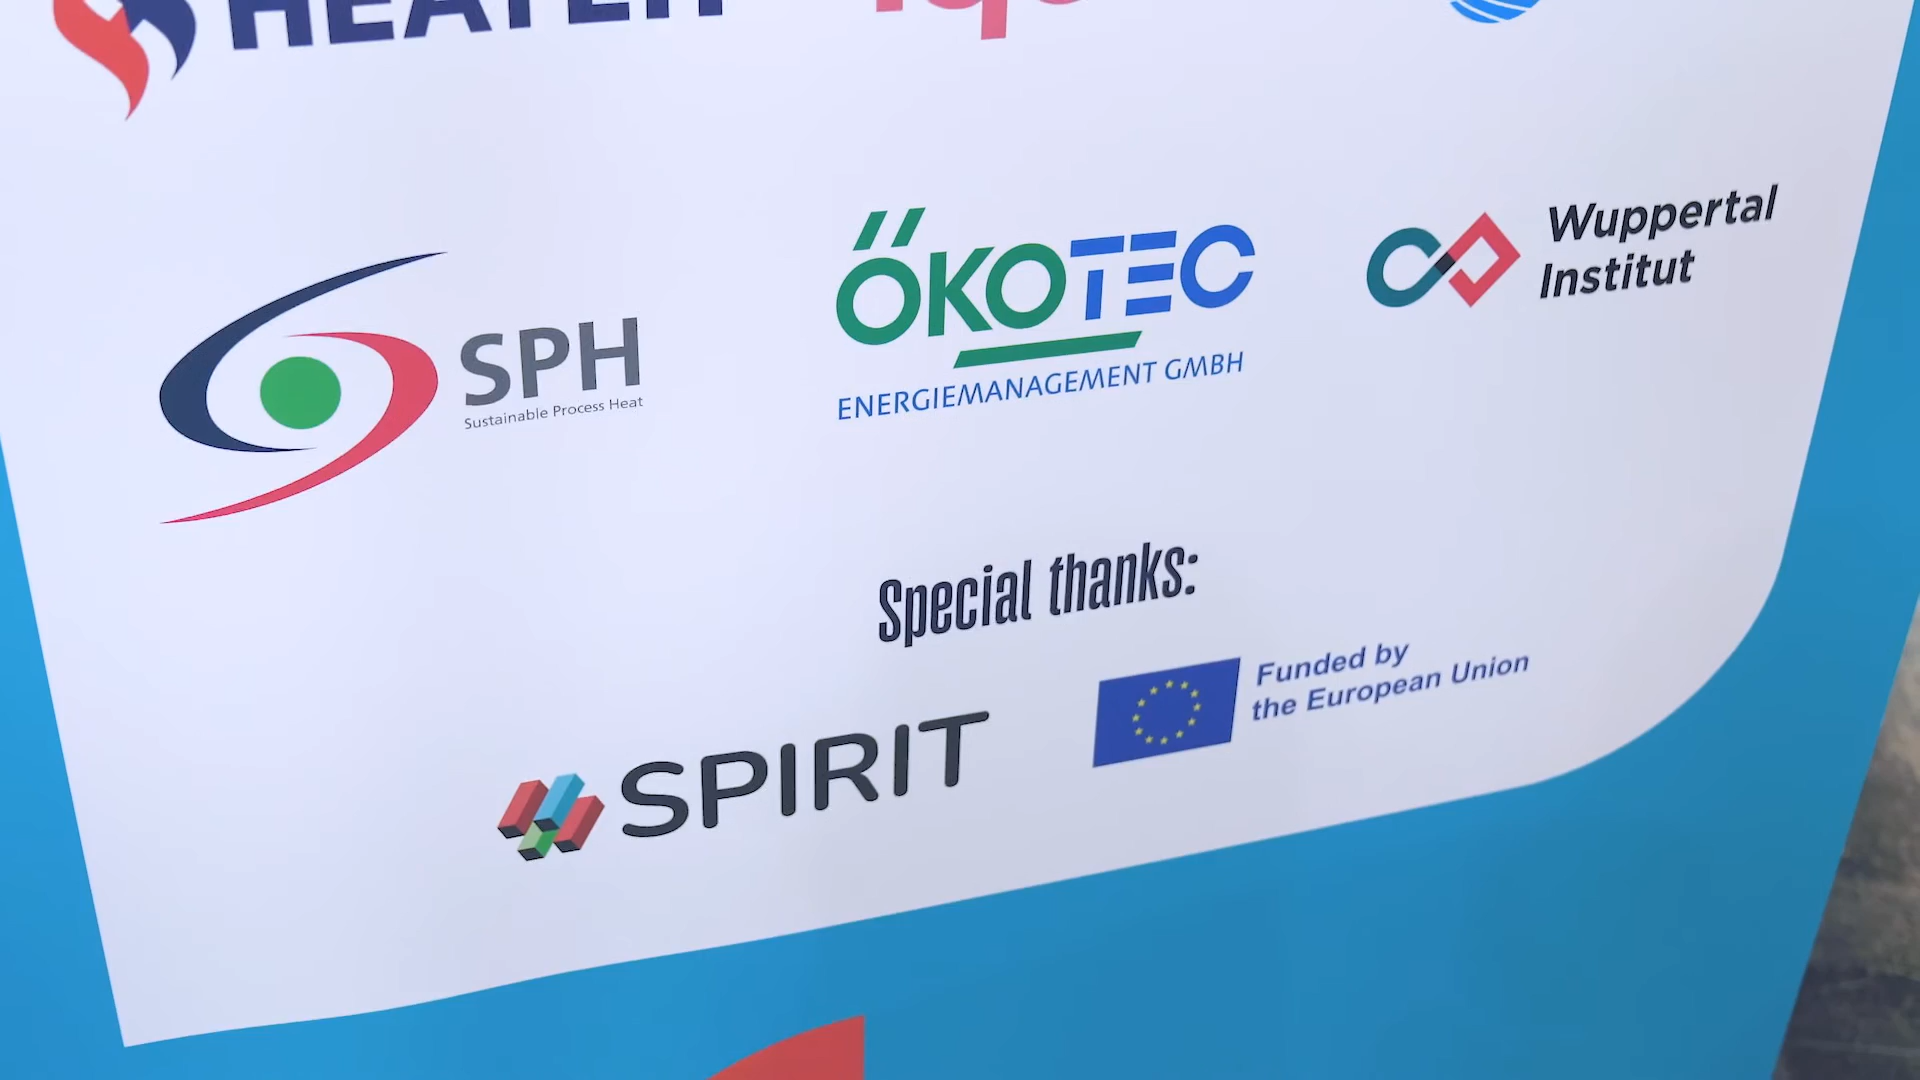 HEATER
SPH
Sustainable Process Heat
ÖKOTEC
ENERGIEMANAGEMENT GMBH
Wuppertal
Institut
Special thanks:
SPIRIT
Funded by
the European Union